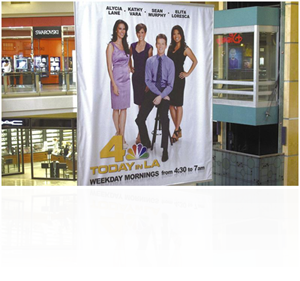 ALYCIA KATHY SEAN ELITA
LANE VARA MURPHY LORESCA
SWAROVSKI
4
TODAY IN LA
WEEKDAY MORNINGS from 4:30 to 7am